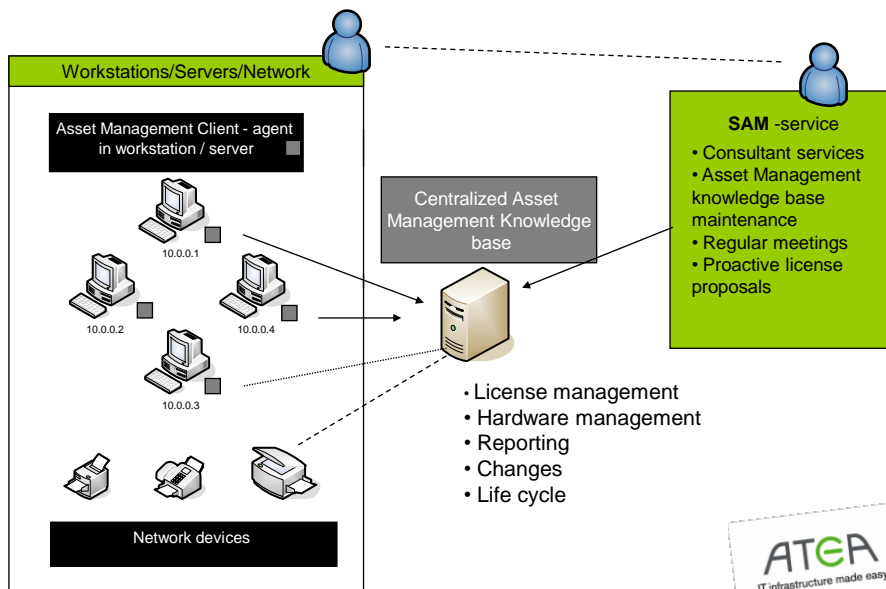 Workstations/Servers/Network
Asset Management Client - agent
in workstation / server
10.0.0.1
10.0.0.2
10.0.0.4
10.0.0.3
Network devices
Centralized Asset
Management Knowledge
base
• License management
• Hardware management
• Reporting
• Changes
• Life cycle
SAM -service
• Consultant services
• Asset Management
knowledge base
maintenance
• Regular meetings
• Proactive license
proposals
ATEA
IT infrastructure made easy